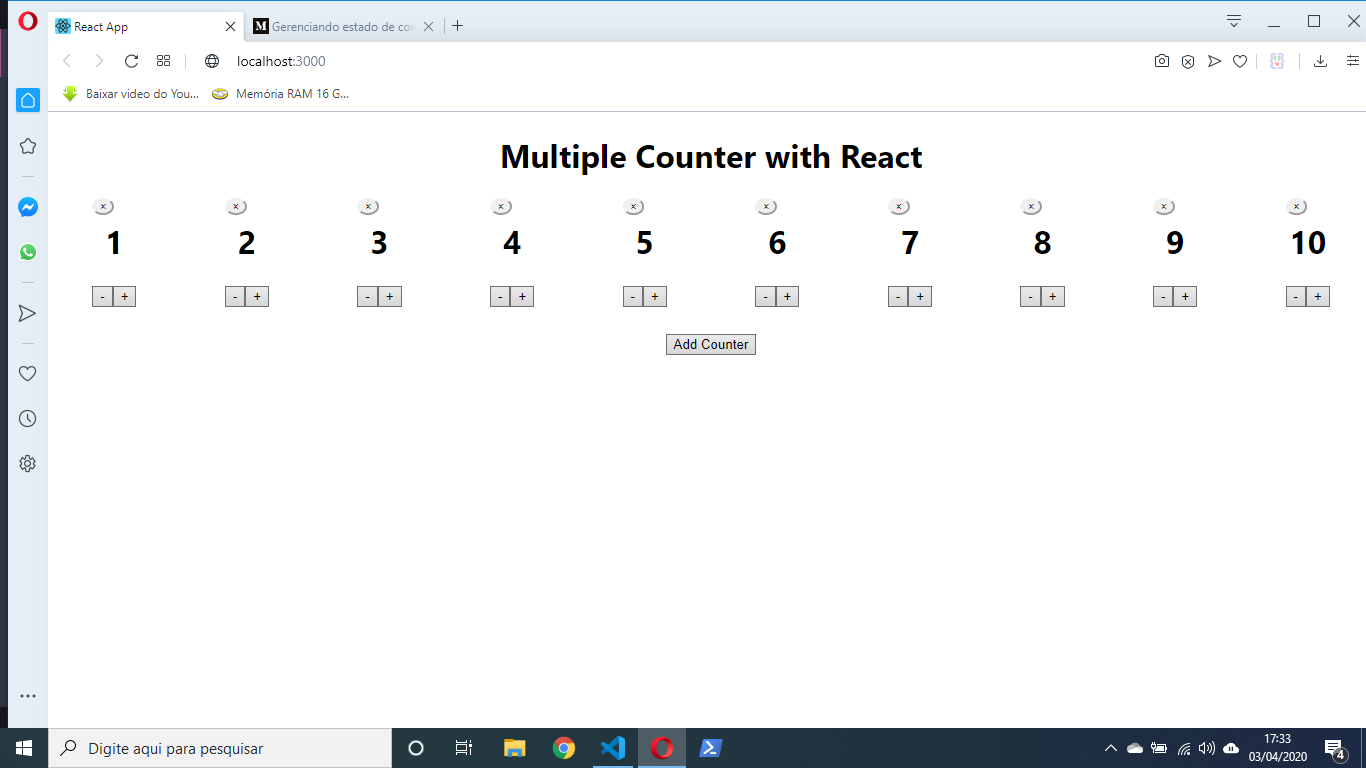 React App
Gerenciando estado de con
localhost:3000
Baixar video do You...
Memória RAM 16 G...
Multiple Counter with React
× × × × × × × × × ×
1 2 3 4 5 6 7 8 9 10
- + - + - + - + - + - + - + - + - + - +
Add Counter
Digite aqui para pesquisar
17:33
03/04/2020
4